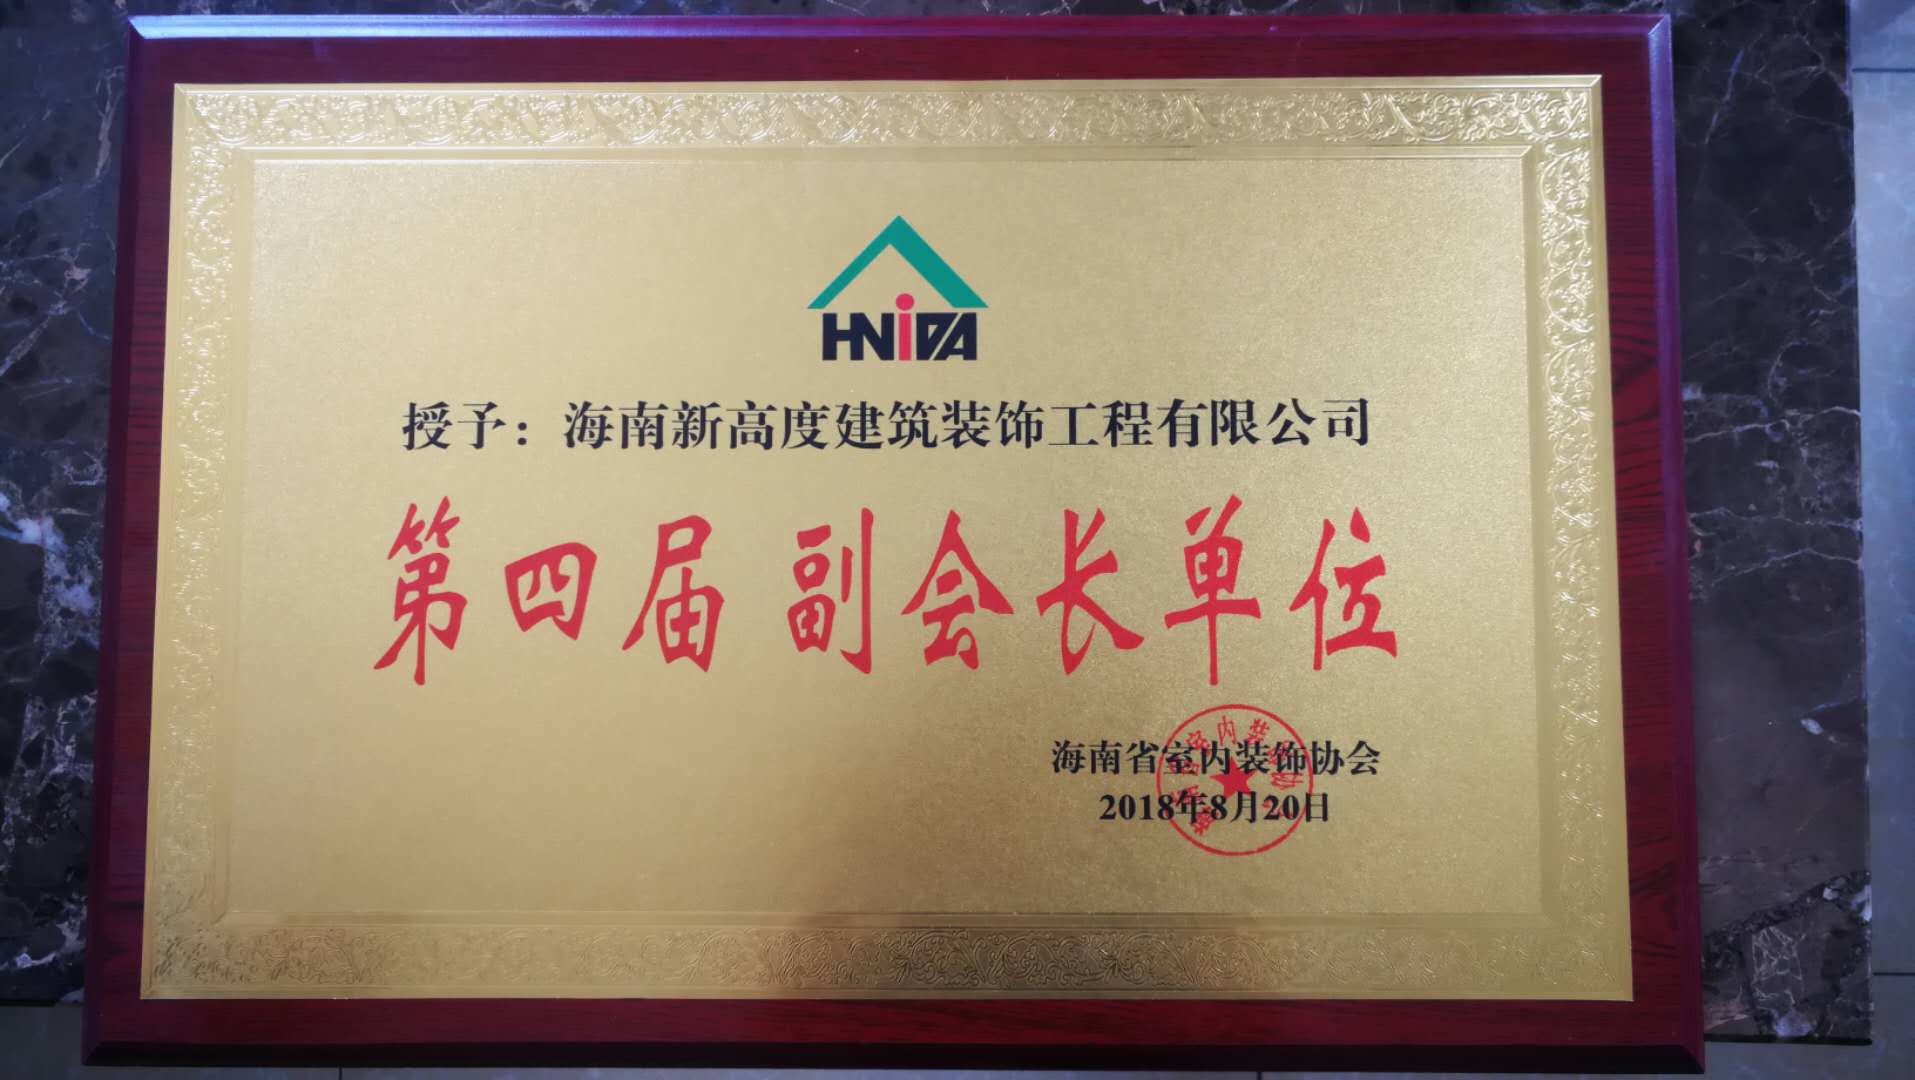 HNiDA
授予：海南新高度建筑装饰工程有限公司
第四届 副会长单位
海南省室内装饰协会
2018年8月20日